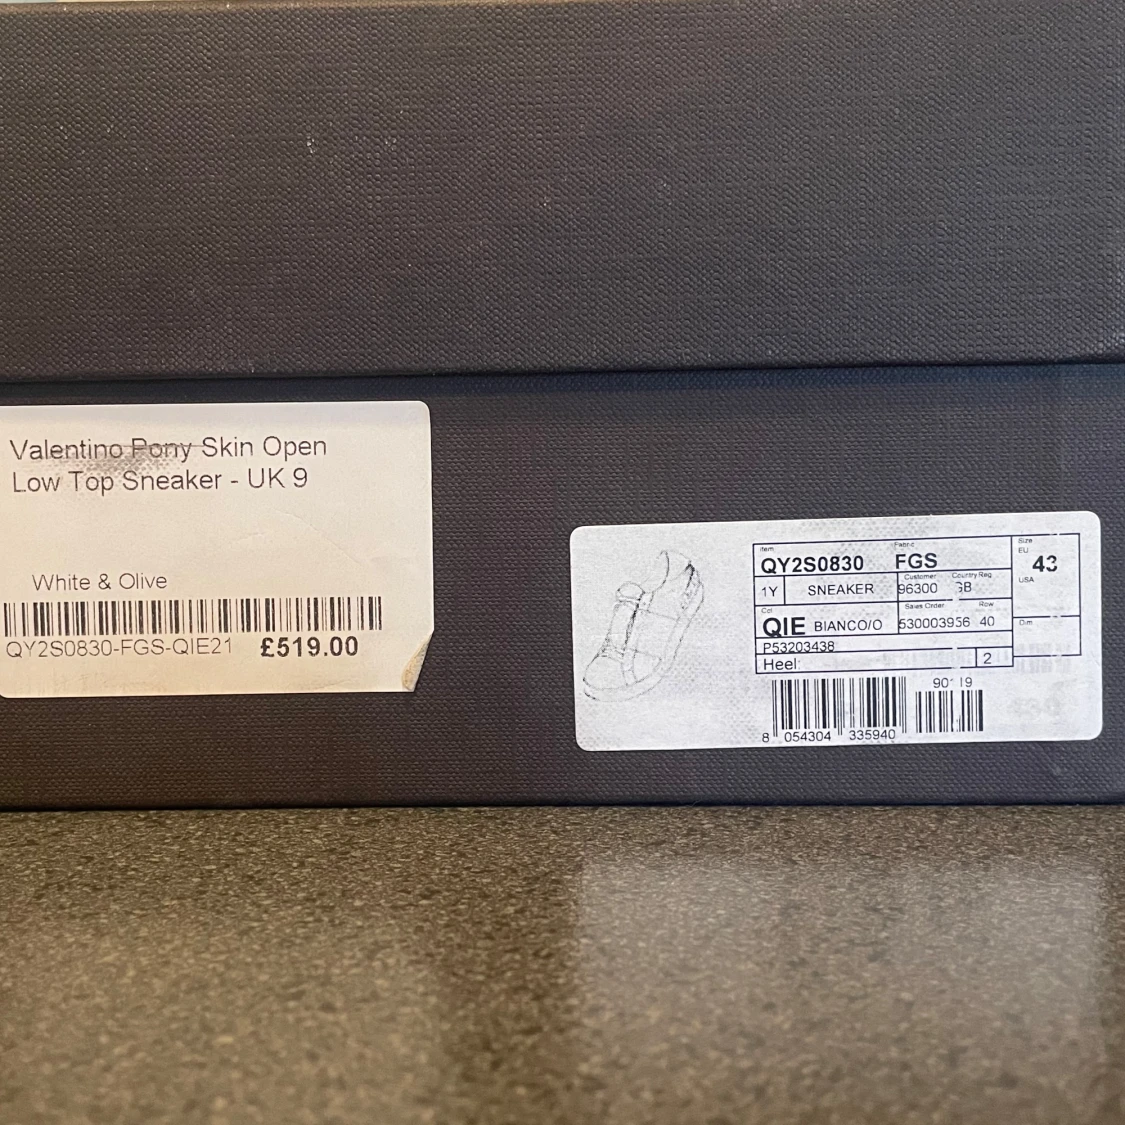 Valentino Pony Skin Open
Low Top Sneaker - UK 9
White & Olive
QY2S0830-FGS-QIE21 £519.00
Item Fabric Size
EU
QY2S0830 FGS 43
Customer Country Reg
USA
1Y SNEAKER 96300 GB
Col Sales Order Row
QIE BIANCO/O 530003956 40
Dim
P53203438
Heel: 2
8 054304 335940